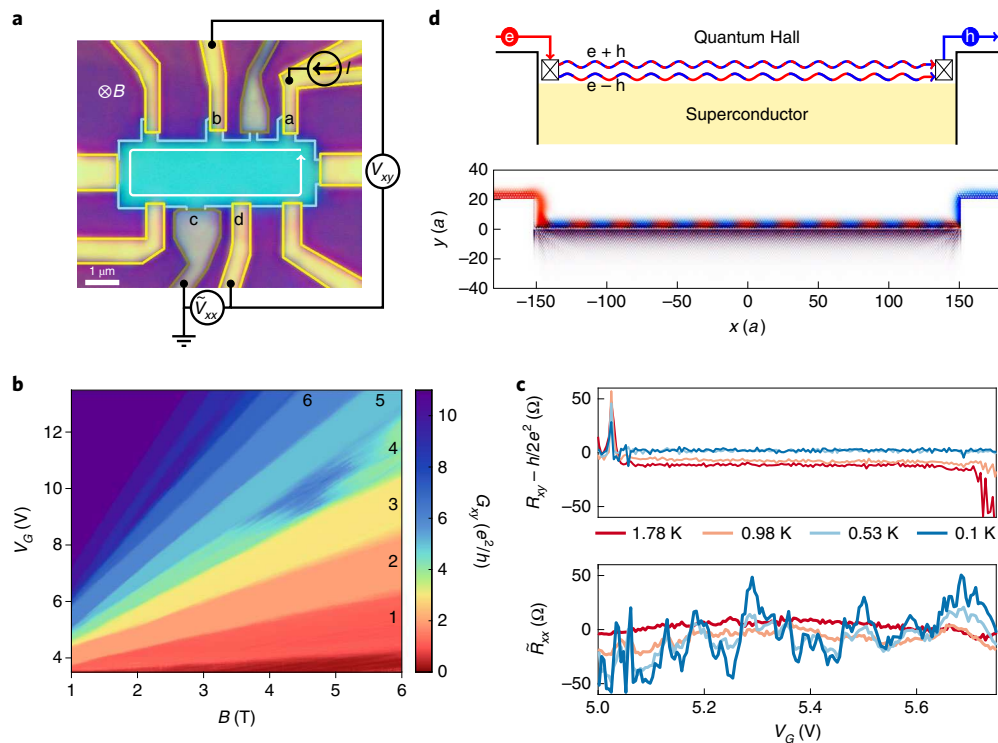 a
V_xy
I
⊗B
b
a
c
d
1 μm
Ṽ_xx
d
e
h
Quantum Hall
e + h
e – h
Superconductor
40
20
0
–20
–40
y (a)
–150
–100
–50
0
50
100
150
x (a)
b
12
10
8
6
4
V_G (V)
1
2
3
4
5
6
B (T)
6
5
4
3
2
1
10
8
6
4
2
0
G_xy (e²/h)
c
50
0
–50
R_xy – h/2e² (Ω)
1.78 K
0.98 K
0.53 K
0.1 K
50
0
–50
R̃_xx (Ω)
5.0
5.2
5.4
5.6
V_G (V)